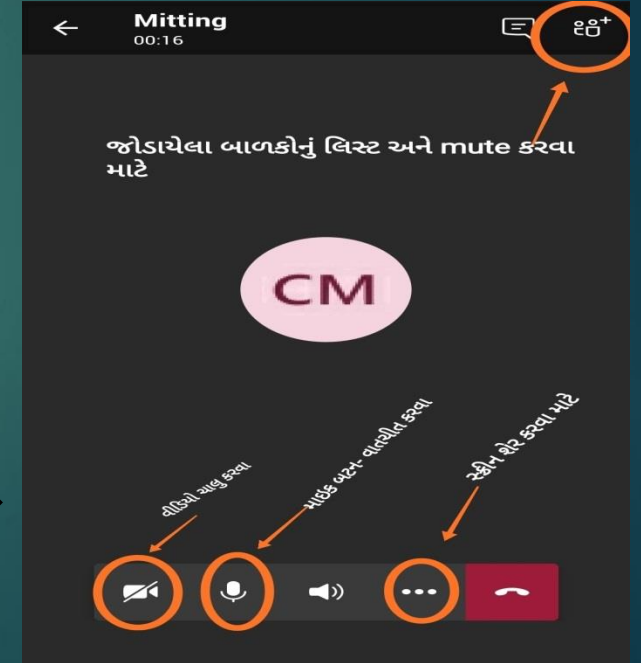 Mitting
00:16
જોડાયેલા બાળકોનું લિસ્ટ અને mute કરવા
માટે
CM
વીડિયો ચાલુ કરવા
માઇક બટન- વાતચીત કરવા
સ્ક્રીન શેર કરવા માટે